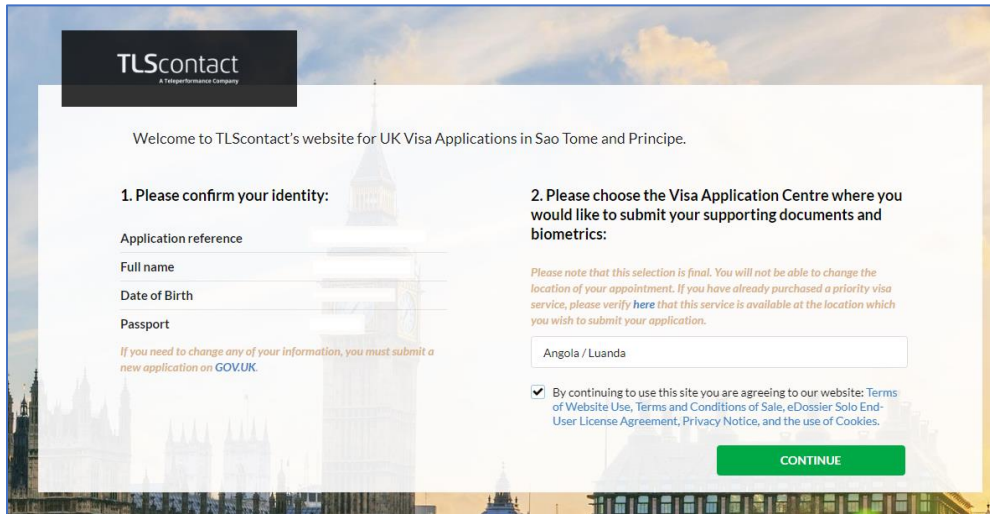 TLScontact
A Teleperformance Company
Welcome to TLScontact's website for UK Visa Applications in Sao Tome and Principe.
1. Please confirm your identity:
Application reference
Full name
Date of Birth
Passport
If you need to change any of your information, you must submit a
new application on GOV.UK.
2. Please choose the Visa Application Centre where you
would like to submit your supporting documents and
biometrics:
Please note that this selection is final. You will not be able to change the
location of your appointment. If you have already purchased a priority visa
service, please verify here that this service is available at the location which
you wish to submit your application.
Angola / Luanda
By continuing to use this site you are agreeing to our website: Terms
of Website Use, Terms and Conditions of Sale, eDossier Solo End-
User License Agreement, Privacy Notice, and the use of Cookies.
CONTINUE